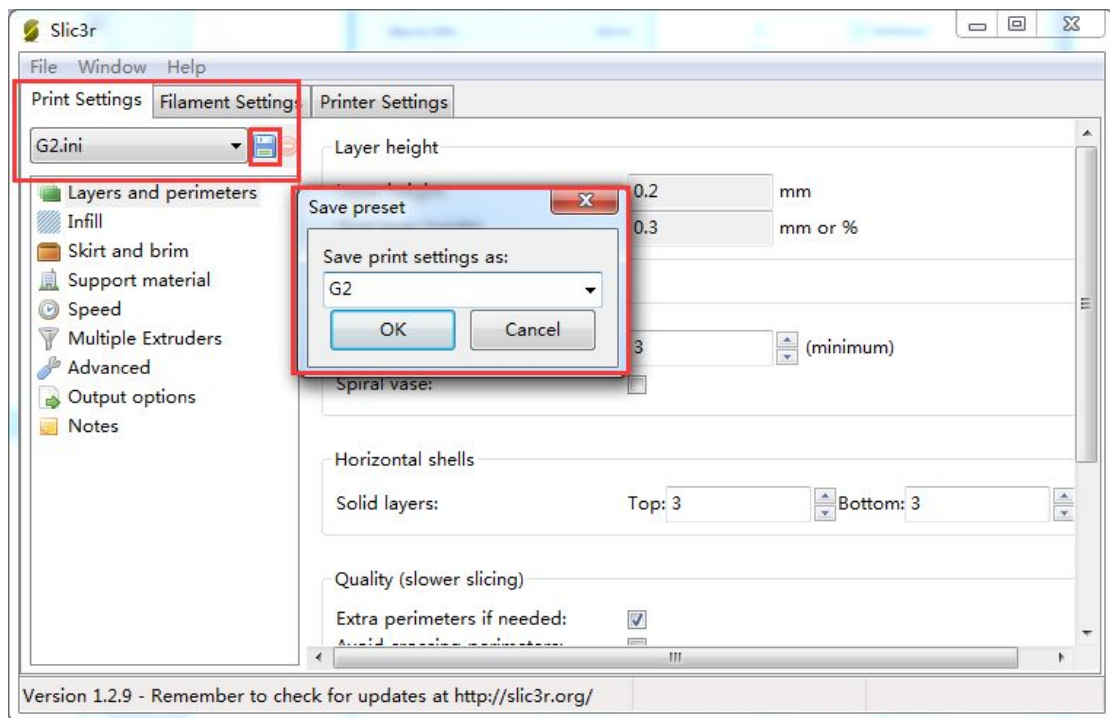 Slic3r
File Window Help
Print Settings Filament Settings Printer Settings
G2.ini
Layers and perimeters
Infill
Skirt and brim
Support material
Speed
Multiple Extruders
Advanced
Output options
Notes
Layer height
0.2 mm
0.3 mm or %
Save preset
Save print settings as:
G2
OK Cancel
3 (minimum)
Spiral vase:
Horizontal shells
Solid layers: Top: 3 Bottom: 3
Quality (slower slicing)
Extra perimeters if needed:
Avoid crossing perimeters:
Version 1.2.9 - Remember to check for updates at http://slic3r.org/